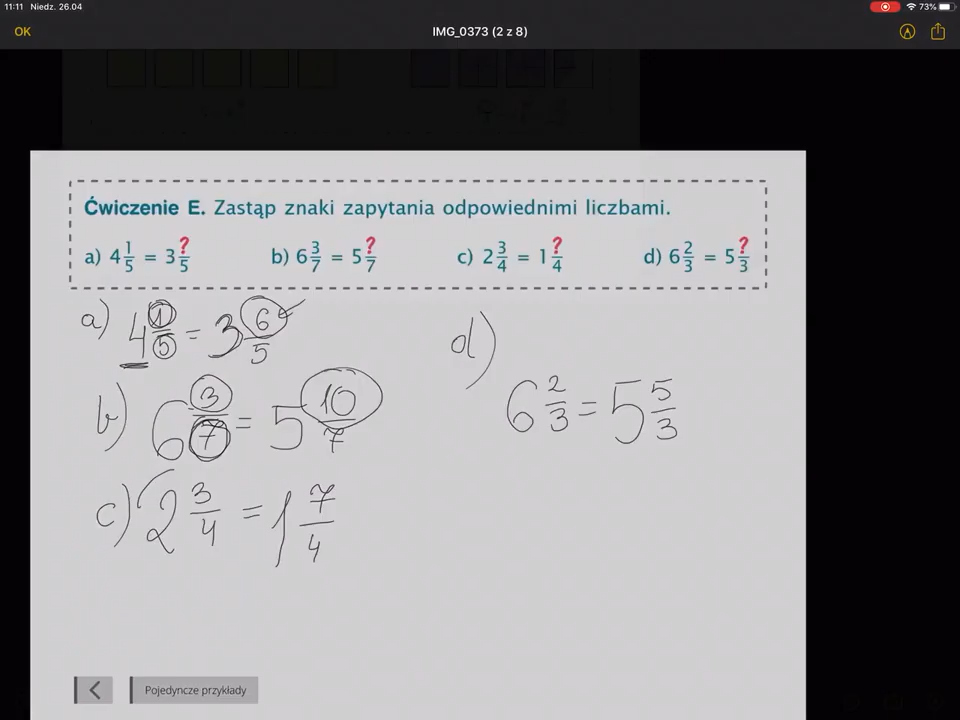 11:11 Niedz. 26.04 73%
OK IMG_0373 (2 z 8)
Ćwiczenie E. Zastąp znaki zapytania odpowiednimi liczbami.
a) 4 1/5 = 3 ?/5 b) 6 3/7 = 5 ?/7 c) 2 3/4 = 1 ?/4 d) 6 2/3 = 5 ?/3
a) 4 1/5 = 3 6/5
b) 6 3/7 = 5 10/7
c) 2 3/4 = 1 7/4
d)
6 2/3 = 5 5/3
Pojedyncze przykłady